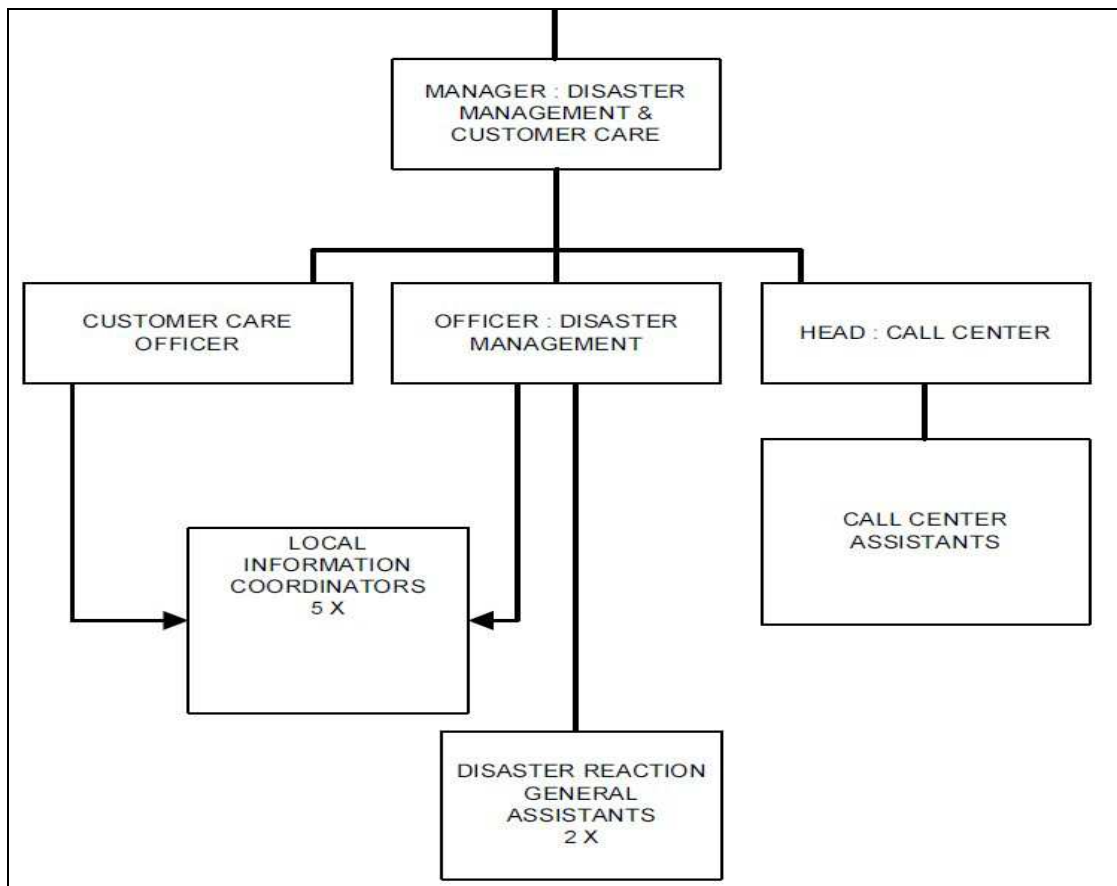 MANAGER : DISASTER
MANAGEMENT &
CUSTOMER CARE
CUSTOMER CARE
OFFICER
OFFICER : DISASTER
MANAGEMENT
HEAD : CALL CENTER
LOCAL
INFORMATION
COORDINATORS
5 X
CALL CENTER
ASSISTANTS
DISASTER REACTION
GENERAL
ASSISTANTS
2 X